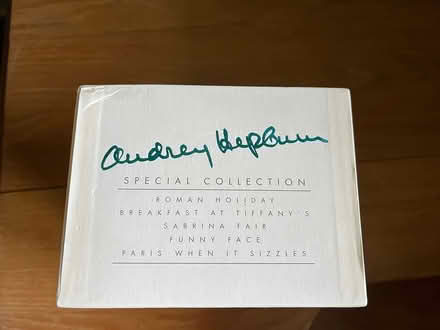 Audrey Hepburn
SPECIAL COLLECTION
ROMAN HOLIDAY
BREAKFAST AT TIFFANY'S
SABRINA FAIR
FUNNY FACE
PARIS WHEN IT SIZZLES